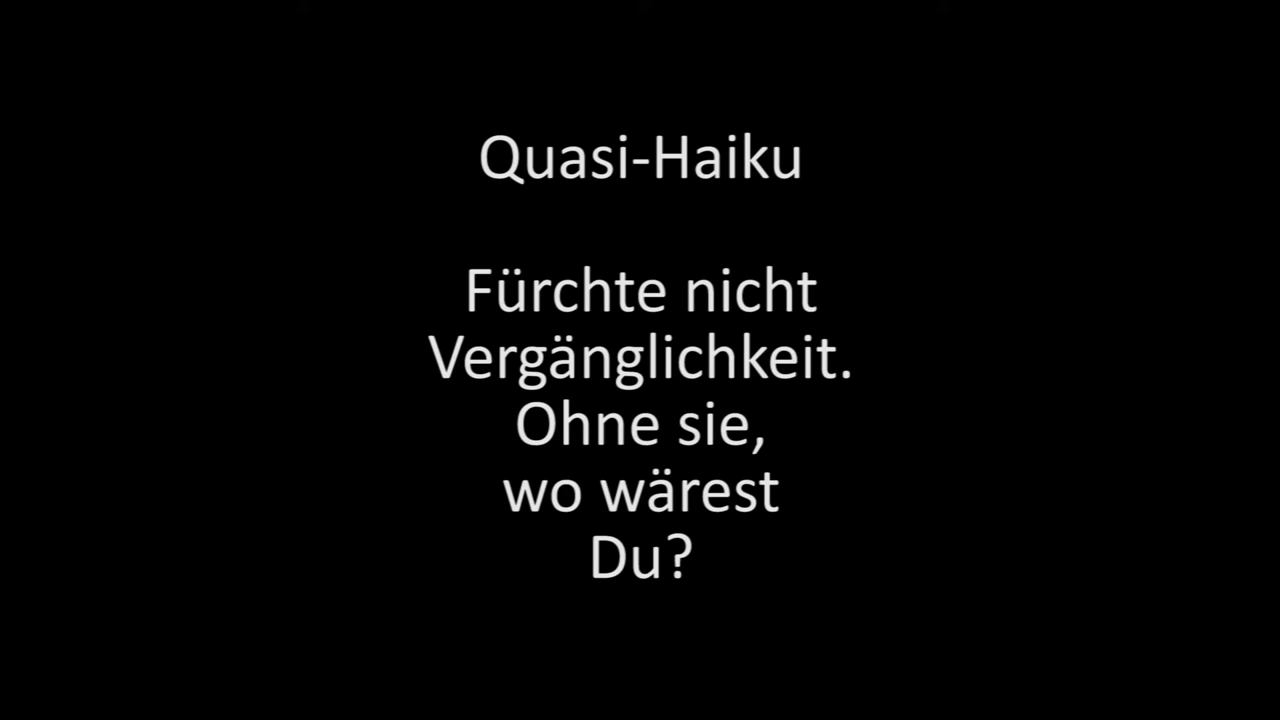 Quasi-Haiku
Fürchte nicht
Vergänglichkeit.
Ohne sie,
wo wärest
Du?